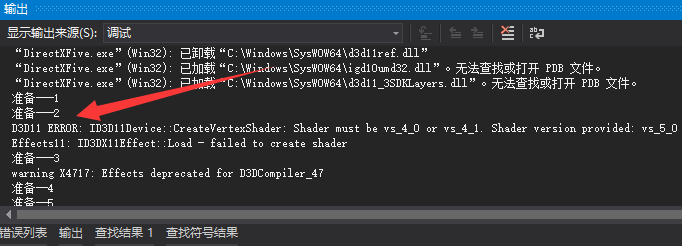 输出
显示输出来源(S): 调试
“DirectXFive.exe”(Win32): 已卸载“C:\Windows\SysWOW64\d3d11ref.dll”
“DirectXFive.exe”(Win32): 已加载“C:\Windows\SysWOW64\igd10umd32.dll”。无法查找或打开 PDB 文件。
“DirectXFive.exe”(Win32): 已加载“C:\Windows\SysWOW64\d3d11_3SDKLayers.dll”。无法查找或打开 PDB 文件。
准备--1
准备--2
D3D11 ERROR: ID3D11Device::CreateVertexShader: Shader must be vs_4_0 or vs_4_1. Shader version provided: vs_5_0
Effects11: ID3DX11Effect::Load - failed to create shader
准备--3
warning X4717: Effects deprecated for D3DCompiler_47
准备--4
准备--5
错误列表 输出 查找结果 1 查找符号结果